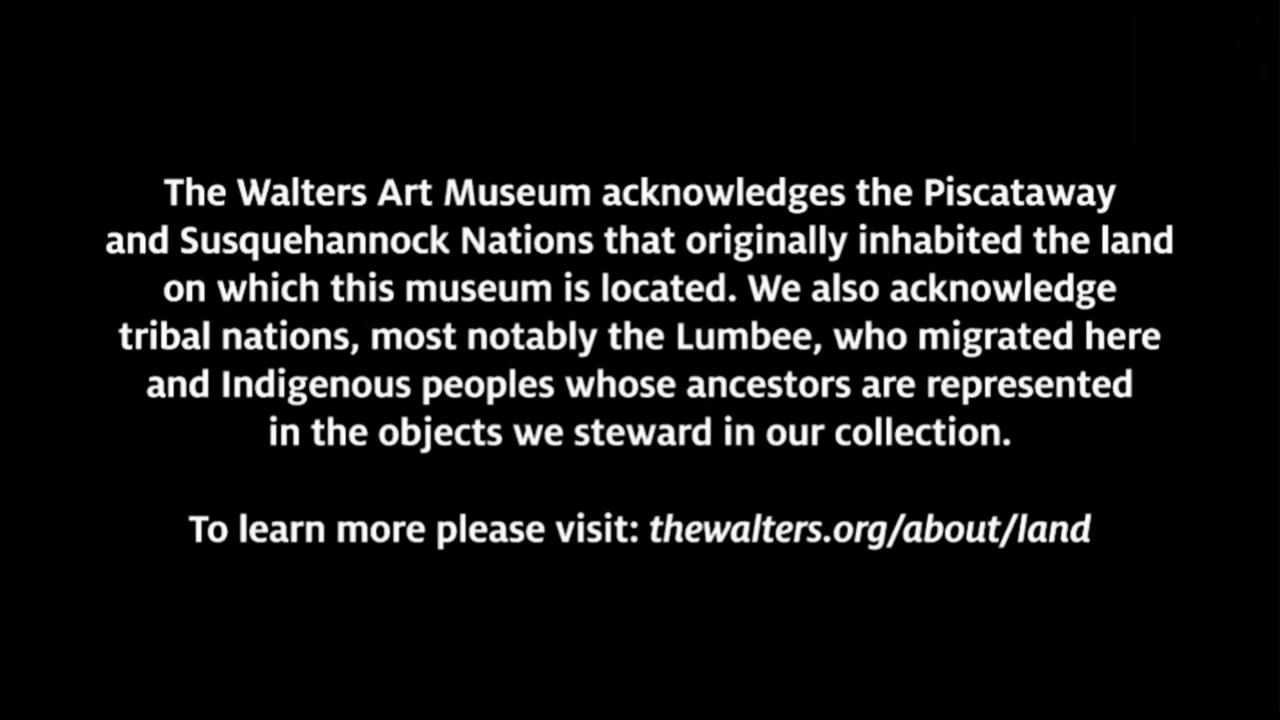 The Walters Art Museum acknowledges the Piscataway
and Susquehannock Nations that originally inhabited the land
on which this museum is located. We also acknowledge
tribal nations, most notably the Lumbee, who migrated here
and Indigenous peoples whose ancestors are represented
in the objects we steward in our collection.
To learn more please visit: thewalters.org/about/land